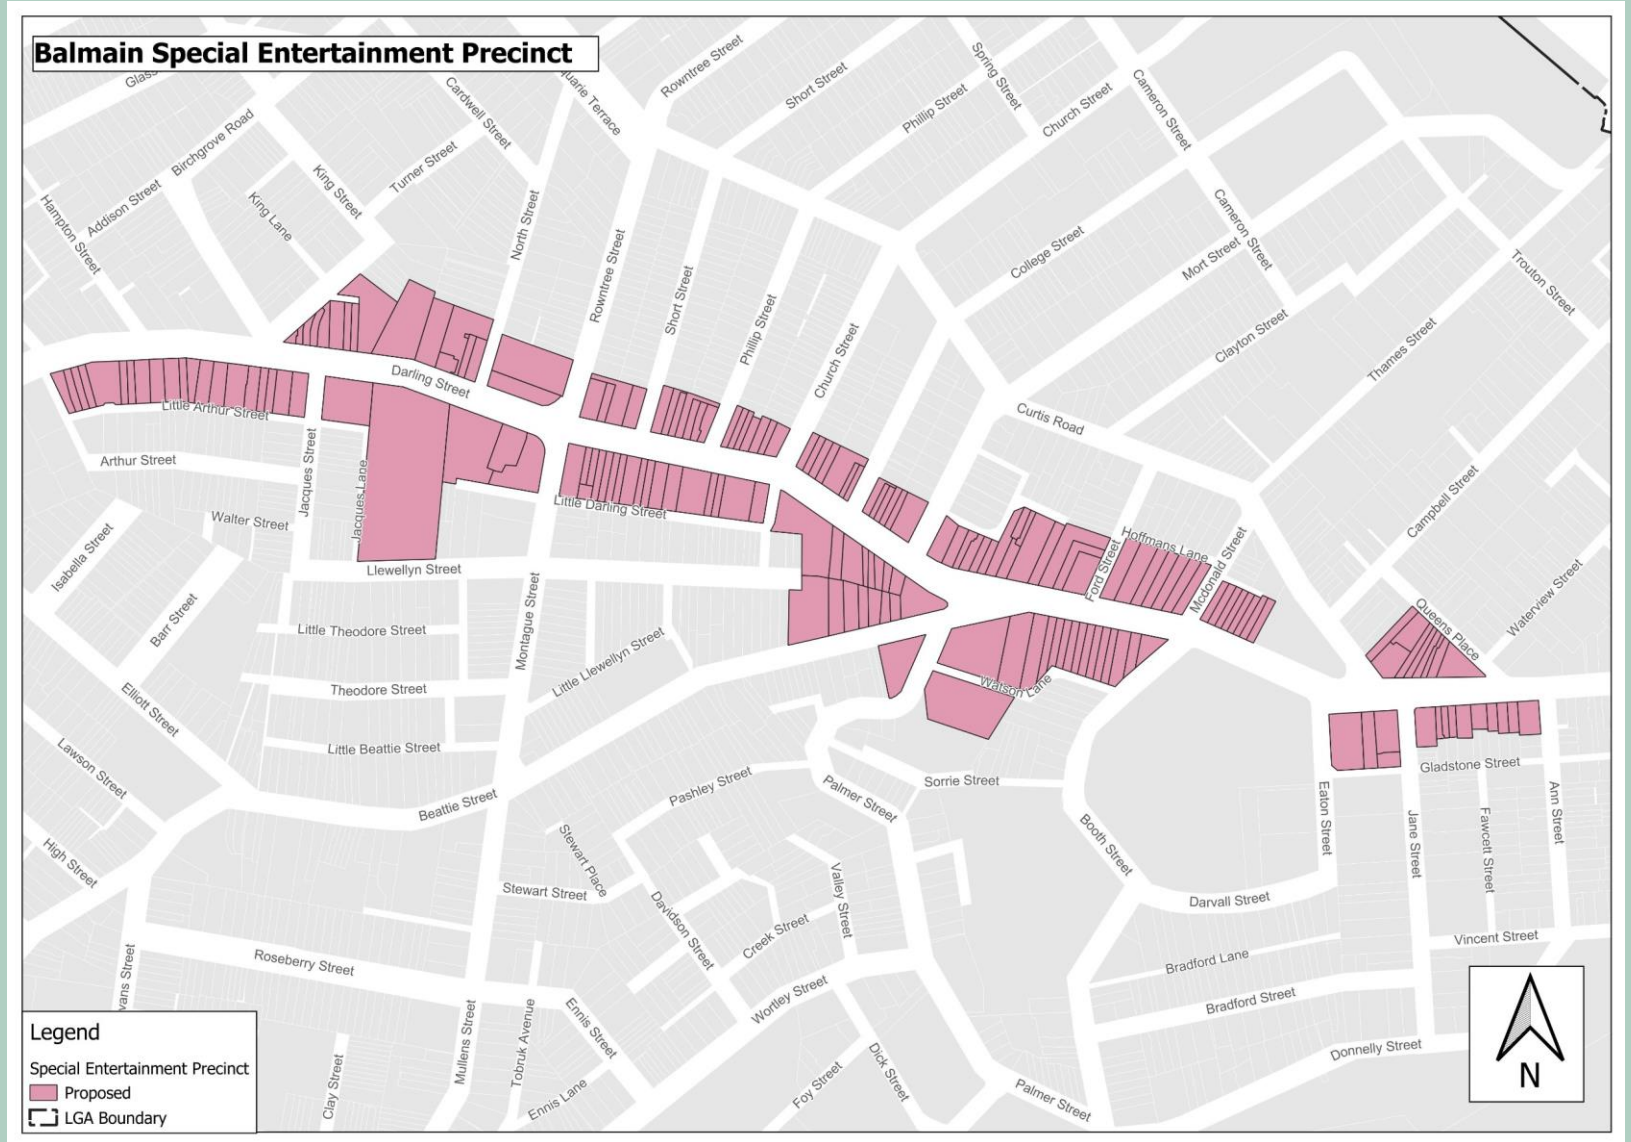 Balmain Special Entertainment Precinct
Rowntree Street
Short Street
Spring Street
Phillip Street
Church Street
Cameron Street
Cardwell Street
Birchgrove Road
Turner Street
King Street
Addison Street
King Lane
Hampton Street
North Street
Rowntree Street
Short Street
Phillip Street
Church Street
College Street
Mort Street
Cameron Street
Trouton Street
Clayton Street
Thames Street
Darling Street
Little Arthur Street
Curtis Road
Arthur Street
Jacques Street
Jacques Lane
Walter Street
Little Darling Street
Campbell Street
Hoffmans Lane
Ford Street
Mcdonald Street
Isabella Street
Llewellyn Street
Barr Street
Montague Street
Little Theodore Street
Little Llewellyn Street
Queens Place
Waterview Street
Theodore Street
Watson Lane
Elliott Street
Little Beattie Street
Lawson Street
Beattie Street
Pashley Street
Palmer Street
Sorrie Street
Gladstone Street
Eaton Street
Jane Street
Fawcett Street
Ann Street
Booth Street
High Street
Stewart Place
Stewart Street
Davidson Street
Valley Street
Creek Street
Darvall Street
Vincent Street
Bradford Lane
Bradford Street
Roseberry Street
Wortley Street
Ennis Street
Mullens Street
Tobruk Avenue
Clay Street
Ennis Lane
Foy Street
Dick Street
Palmer Street
Donnelly Street
N
Legend
Special Entertainment Precinct
Proposed
LGA Boundary